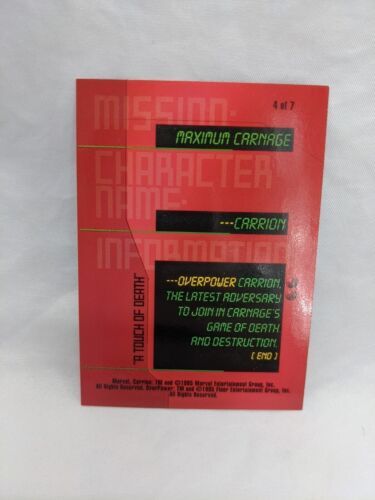 MISSION:
4 of 7
MAXIMUM CARNAGE
CHARACTER
NAME:
---CARRION
INFORMATION
---OVERPOWER CARRION,
THE LATEST ADVERSARY
TO JOIN IN CARNAGE'S
GAME OF DEATH
AND DESTRUCTION.
[ END ]
"A TOUCH OF DEATH"
Marvel, Carrion: TM and ©1995 Marvel Entertainment Group, Inc.
All Rights Reserved. OverPower: TM and ©1995 Fleer Entertainment Group, Inc.
All Rights Reserved.